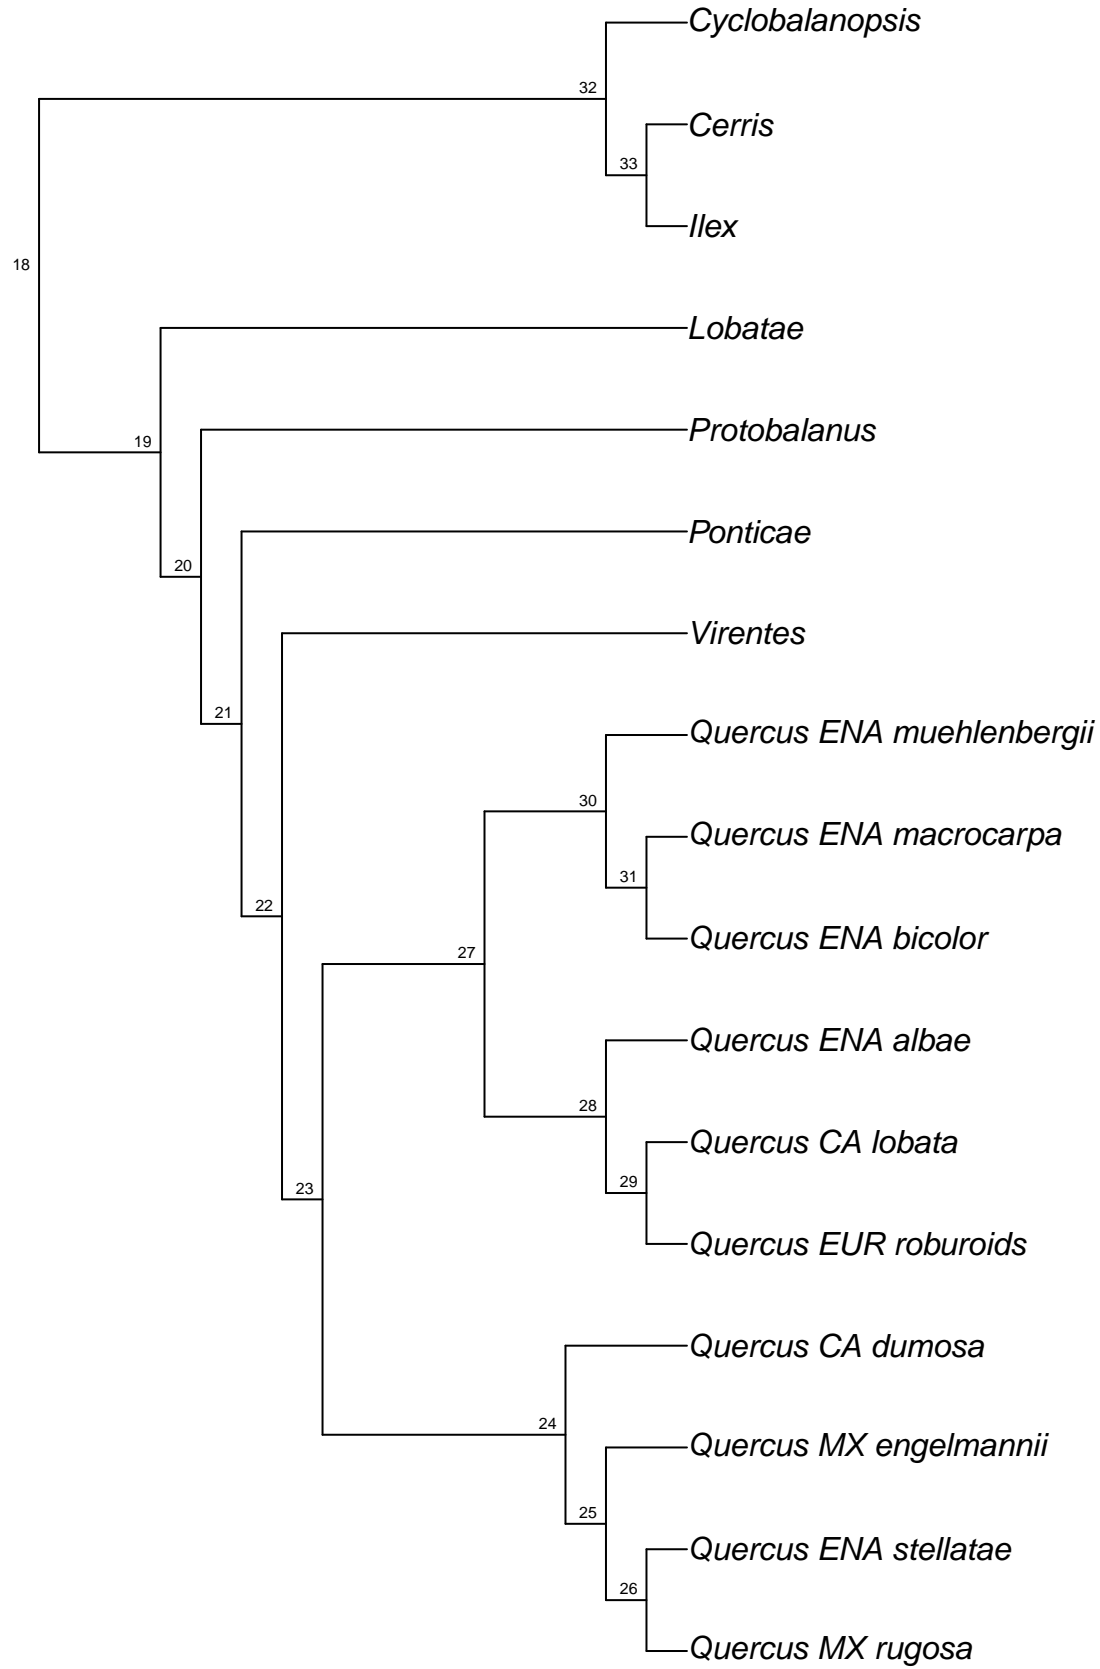 Cyclobalanopsis
32
Cerris
33
Ilex
18
Lobatae
Protobalanus
19
Ponticae
20
Virentes
21
Quercus ENA muehlenbergii
30
Quercus ENA macrocarpa
31
22
Quercus ENA bicolor
27
Quercus ENA albae
28
Quercus CA lobata
29
23
Quercus EUR roburoids
Quercus CA dumosa
24
Quercus MX engelmannii
25
Quercus ENA stellatae
26
Quercus MX rugosa